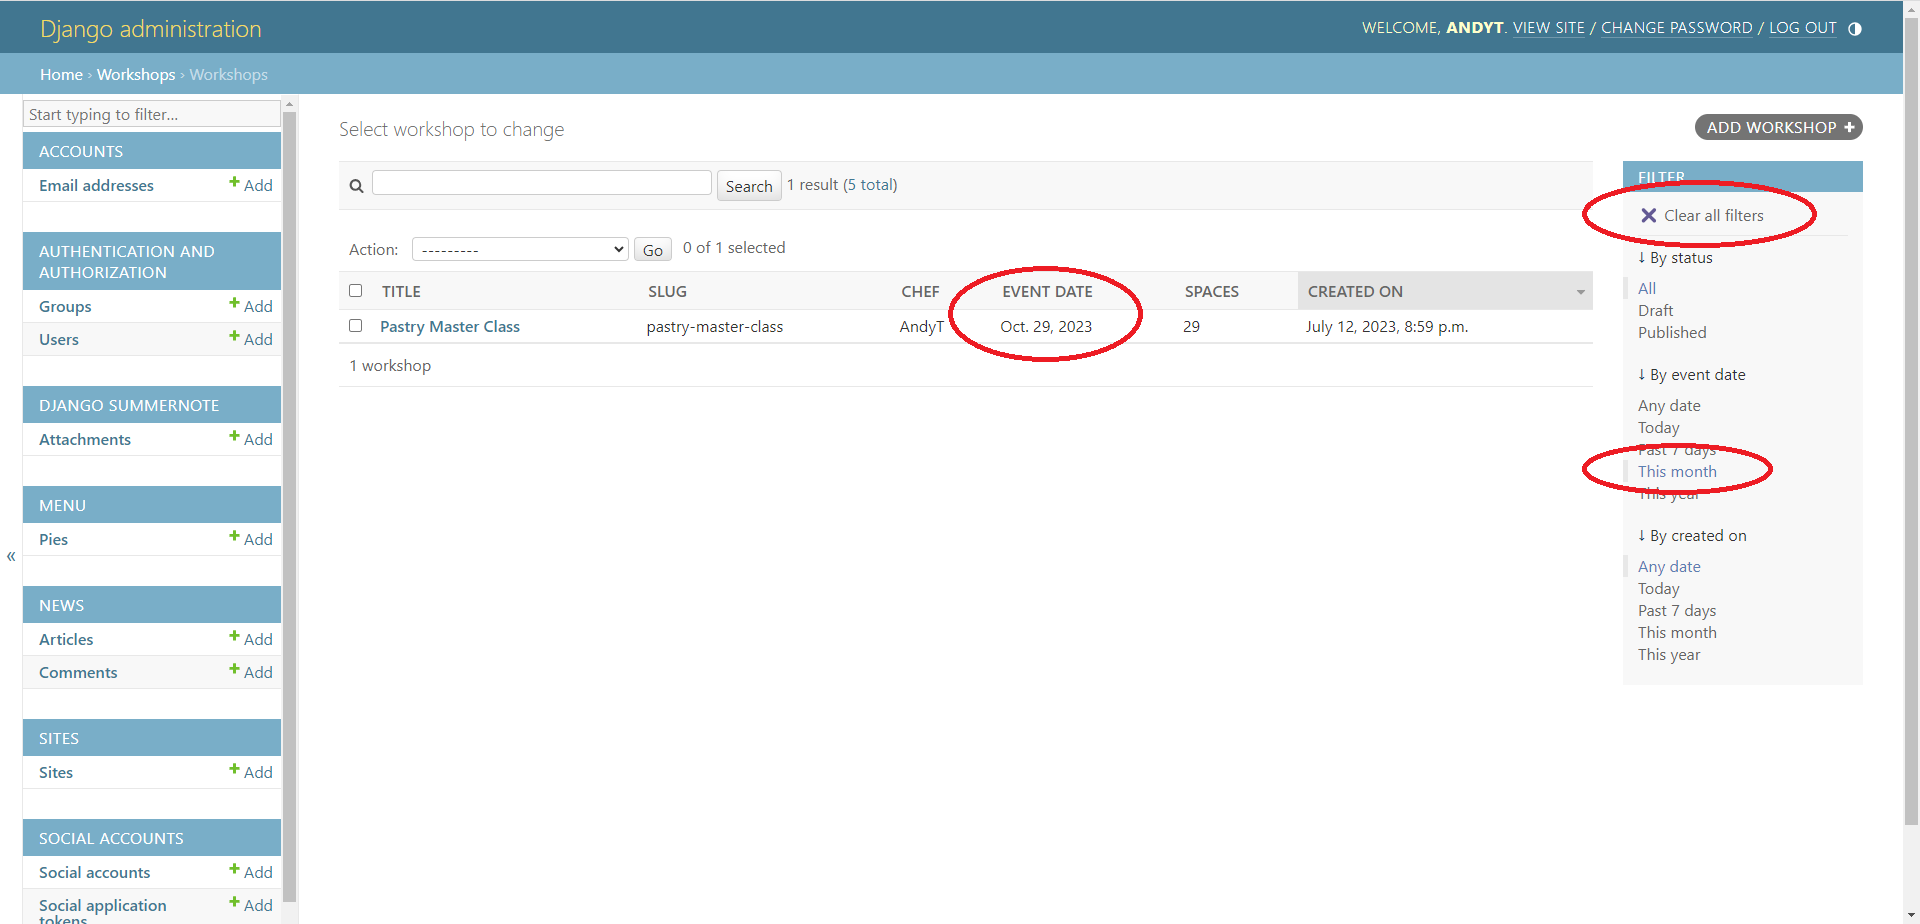 Django administration
WELCOME, ANDYT. VIEW SITE / CHANGE PASSWORD / LOG OUT
Home › Workshops › Workshops
Start typing to filter...
ACCOUNTS
Email addresses + Add
AUTHENTICATION AND
AUTHORIZATION
Groups + Add
Users + Add
DJANGO SUMMERNOTE
Attachments + Add
MENU
Pies + Add
NEWS
Articles + Add
Comments + Add
SITES
Sites + Add
SOCIAL ACCOUNTS
Social accounts + Add
Social application + Add
tokens
«
Select workshop to change
ADD WORKSHOP +
Search 1 result (5 total)
Action: --------- Go 0 of 1 selected
TITLE SLUG CHEF EVENT DATE SPACES CREATED ON
Pastry Master Class pastry-master-class AndyT Oct. 29, 2023 29 July 12, 2023, 8:59 p.m.
1 workshop
FILTER
Clear all filters
↓ By status
All
Draft
Published
↓ By event date
Any date
Today
Past 7 days
This month
This year
↓ By created on
Any date
Today
Past 7 days
This month
This year